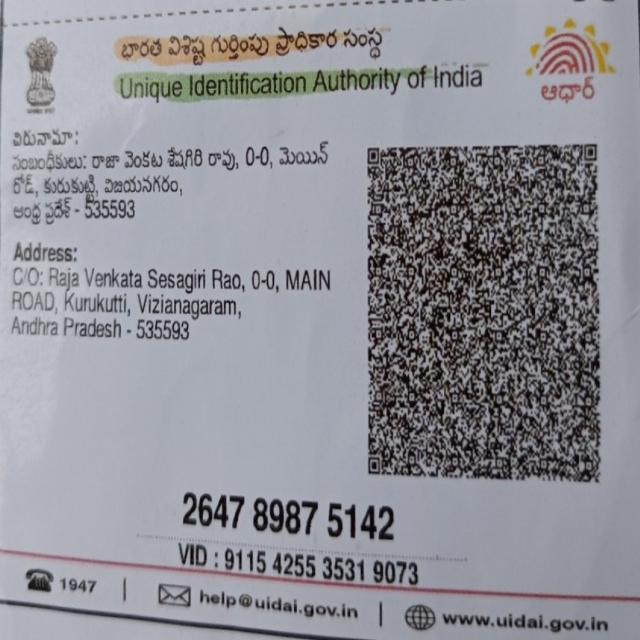 భారత విశిష్ట గుర్తింపు ప్రాధికార సంస్థ
Unique Identification Authority of India
ఆధార్
చిరునామా:
సంబంధీకులు: రాజా వెంకట శేషగిరి రావు, 0-0, మెయిన్
రోడ్, కురుకుట్టి, విజయనగరం,
ఆంధ్ర ప్రదేశ్ - 535593
Address:
C/O: Raja Venkata Sesagiri Rao, 0-0, MAIN
ROAD, Kurukutti, Vizianagaram,
Andhra Pradesh - 535593
2647 8987 5142
VID : 9115 4255 3531 9073
1947 | help@uidai.gov.in | www.uidai.gov.in